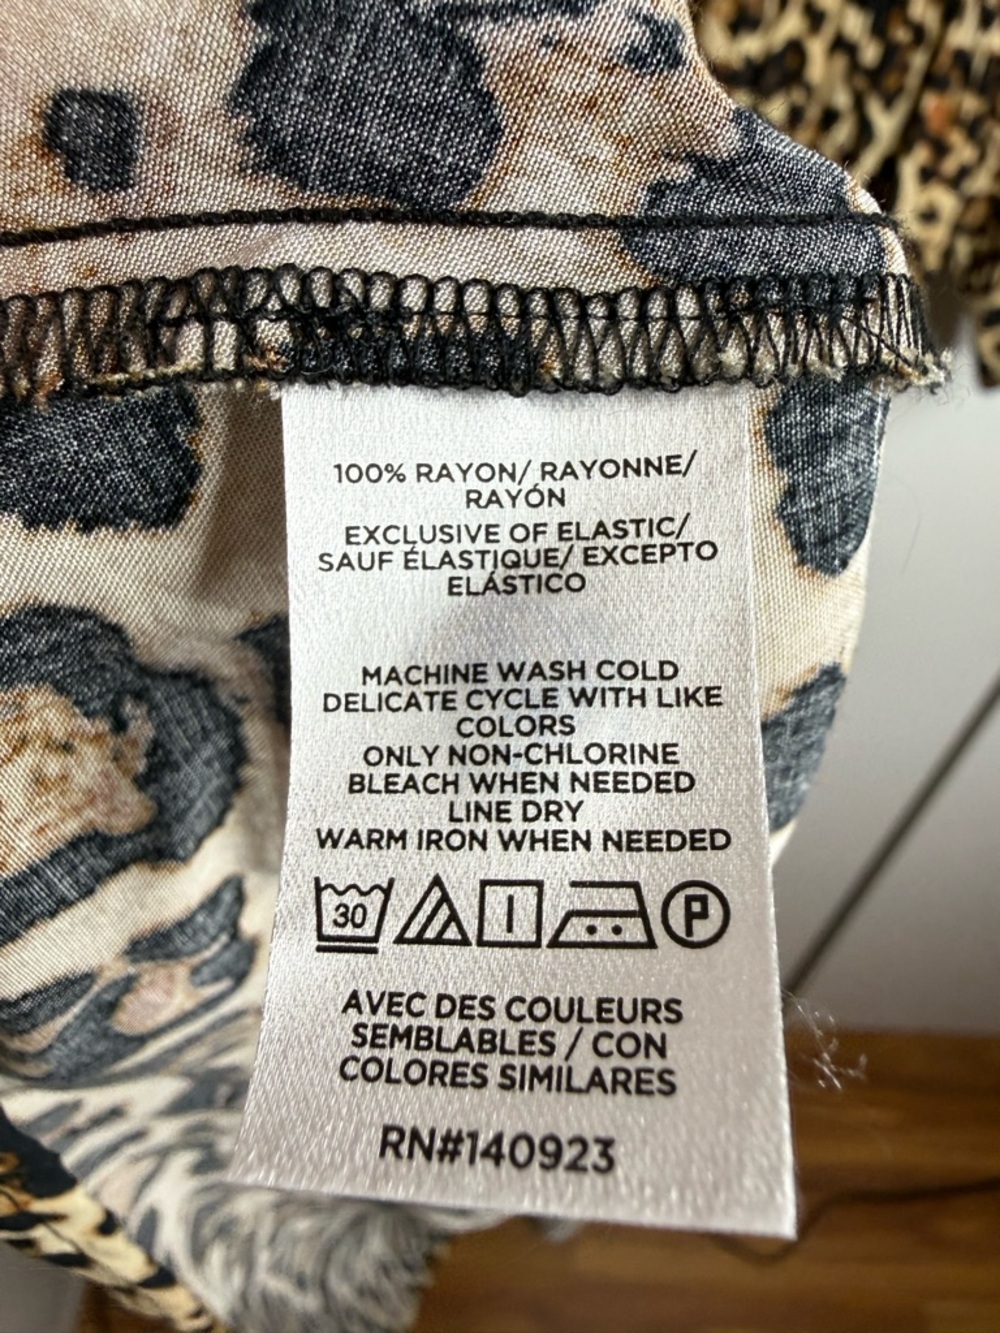 100% RAYON/ RAYONNE/
RAYÓN
EXCLUSIVE OF ELASTIC/
SAUF ÉLASTIQUE/ EXCEPTO
ELÁSTICO
MACHINE WASH COLD
DELICATE CYCLE WITH LIKE
COLORS
ONLY NON-CHLORINE
BLEACH WHEN NEEDED
LINE DRY
WARM IRON WHEN NEEDED
30 P
AVEC DES COULEURS
SEMBLABLES / CON
COLORES SIMILARES
RN#140923